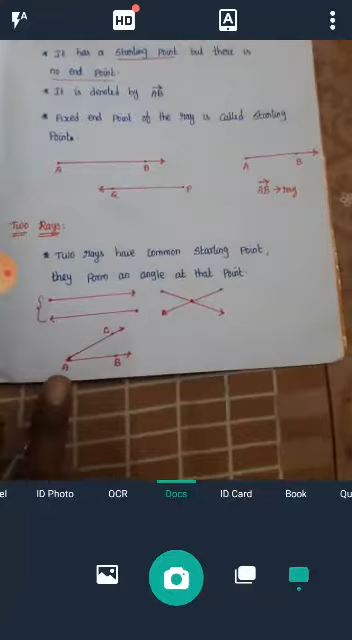 A
HD
A
* It has a starting Point but there is
no end point.
* It is denoted by AB
* Fixed end Point of the ray is called Starting
Point.
A B
A B
Q P
AB → ray
Two Rays:
* Two rays have common starting Point,
they form an angle at that point.
C
A B
el ID Photo OCR Docs ID Card Book Qu